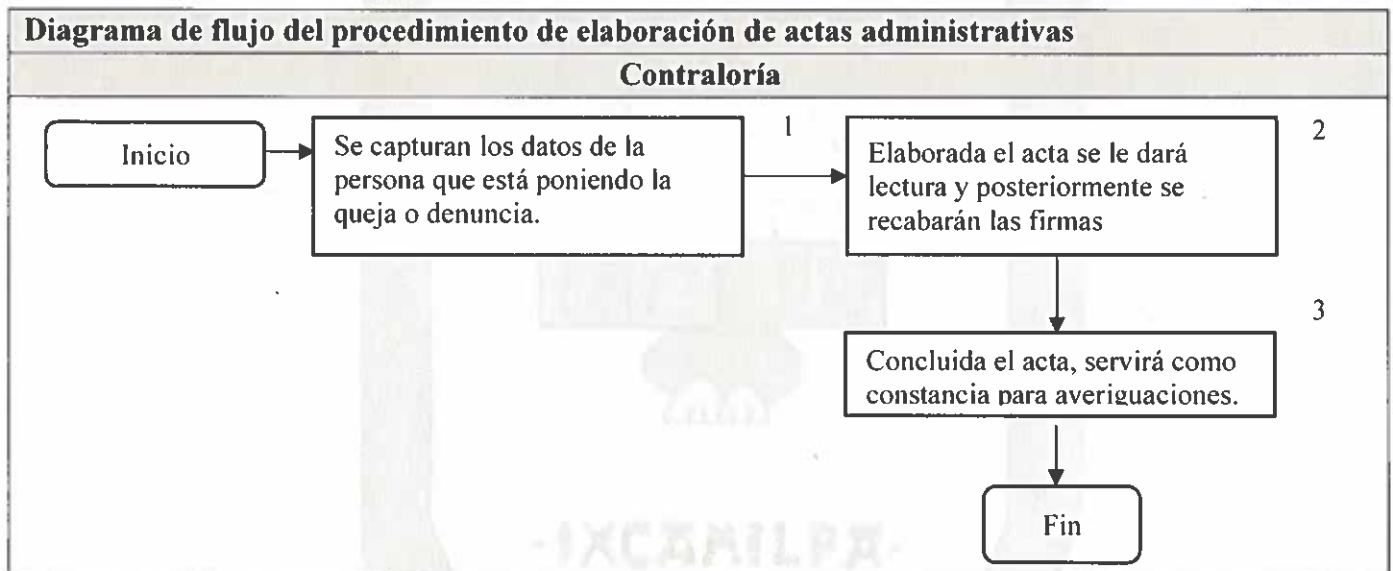 Diagrama de flujo del procedimiento de elaboración de actas administrativas
Contraloría
Inicio
Se capturan los datos de la
persona que está poniendo la
queja o denuncia.
1
Elaborada el acta se le dará
lectura y posteriormente se
recabarán las firmas
2
3
Concluida el acta, servirá como
constancia para averiguaciones.
Fin
-IXCAMILPA-